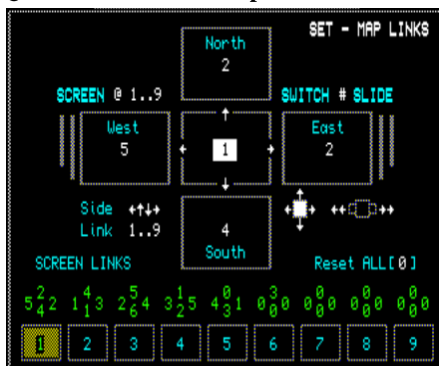 SET - MAP LINKS
North
2
SCREEN @ 1..9
SWITCH # SLIDE
West
5
↑
← 1 →
↓
East
2
Side ←↑↓→
Link 1..9
4
South
SCREEN LINKS
Reset ALL[0]
2 4 5 1 0 3 0 0 0
5 2 1 3 2 4 3 5 4 1 0 0 0 0 0 0 0 0
4 1 6 2 3 0 0 0 0
1 2 3 4 5 6 7 8 9